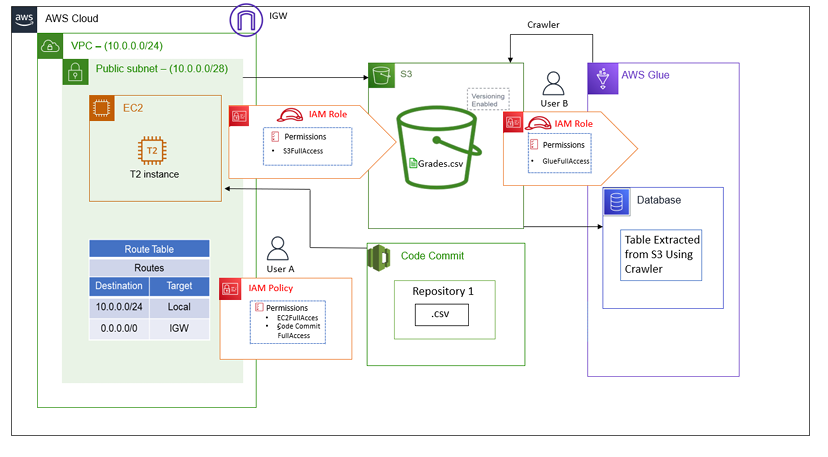 aws
AWS Cloud
IGW
Crawler
VPC – (10.0.0.0/24)
Public subnet – (10.0.0.0/28)
S3
AWS Glue
Versioning
Enabled
User B
EC2
IAM Role
Permissions
• S3FullAccess
Grades.csv
IAM Role
Permissions
• GlueFullAccess
T2
T2 instance
Database
Table Extracted
from S3 Using
Crawler
Route Table
Routes
Destination Target
10.0.0.0/24 Local
0.0.0.0/0 IGW
User A
IAM Policy
Permissions
• EC2FullAcces
• Code Commit
FullAccess
Code Commit
Repository 1
.csv